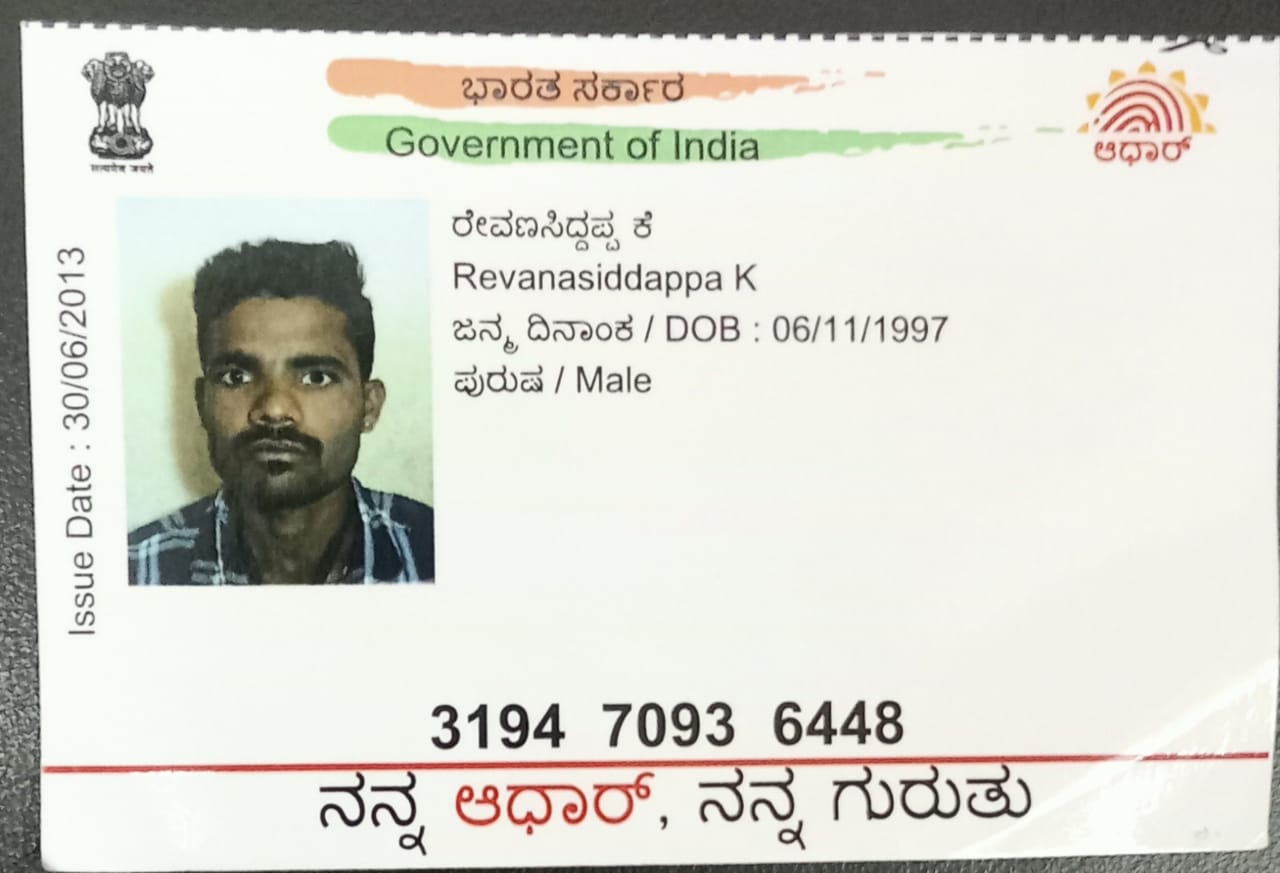 ಭಾರತ ಸರ್ಕಾರ
Government of India
सत्यमेव जयते
ಆಧಾರ್
Issue Date : 30/06/2013
ರೇವಣಸಿದ್ದಪ್ಪ ಕೆ
Revanasiddappa K
ಜನ್ಮ ದಿನಾಂಕ / DOB : 06/11/1997
ಪುರುಷ / Male
3194 7093 6448
ನನ್ನ ಆಧಾರ್, ನನ್ನ ಗುರುತು